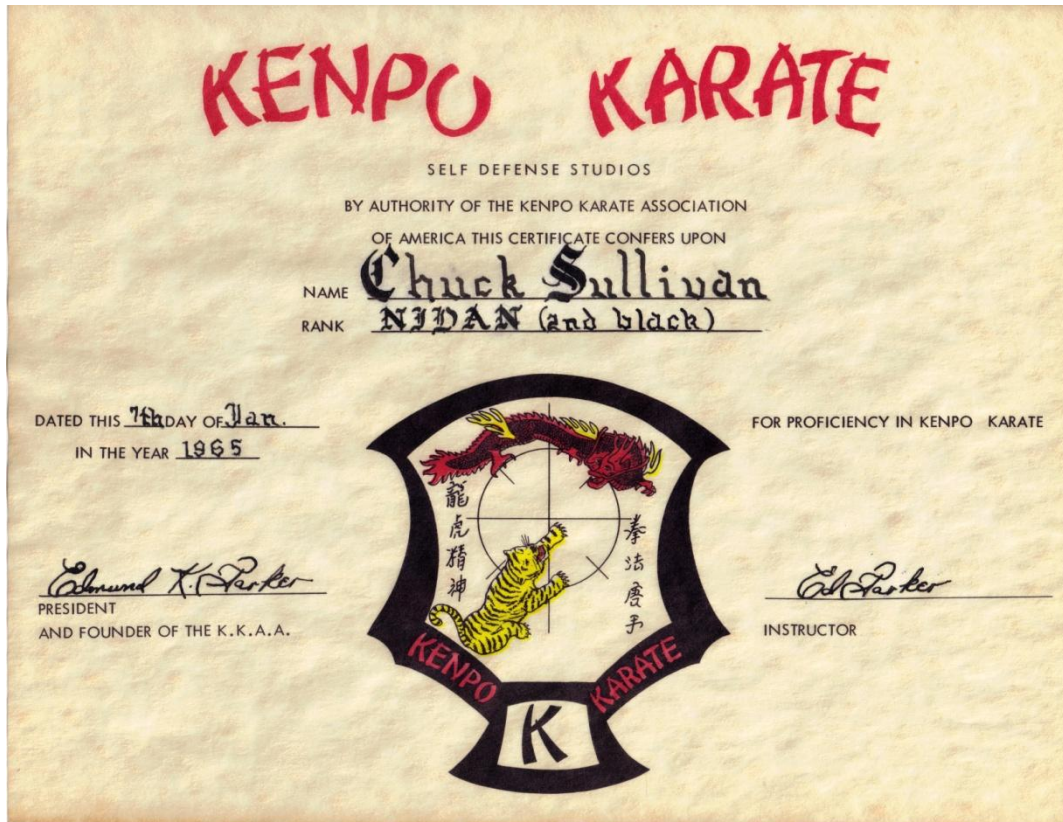 KENPO KARATE
SELF DEFENSE STUDIOS
BY AUTHORITY OF THE KENPO KARATE ASSOCIATION
OF AMERICA THIS CERTIFICATE CONFERS UPON
NAME Chuck Sullivan
RANK NIDAN (2nd black)
DATED THIS 7th DAY OF Jan.
IN THE YEAR 1965
FOR PROFICIENCY IN KENPO KARATE
龍虎精神
拳法唐手
Edmund K. Parker
PRESIDENT
AND FOUNDER OF THE K.K.A.A.
Ed Parker
INSTRUCTOR
KENPO KARATE
K